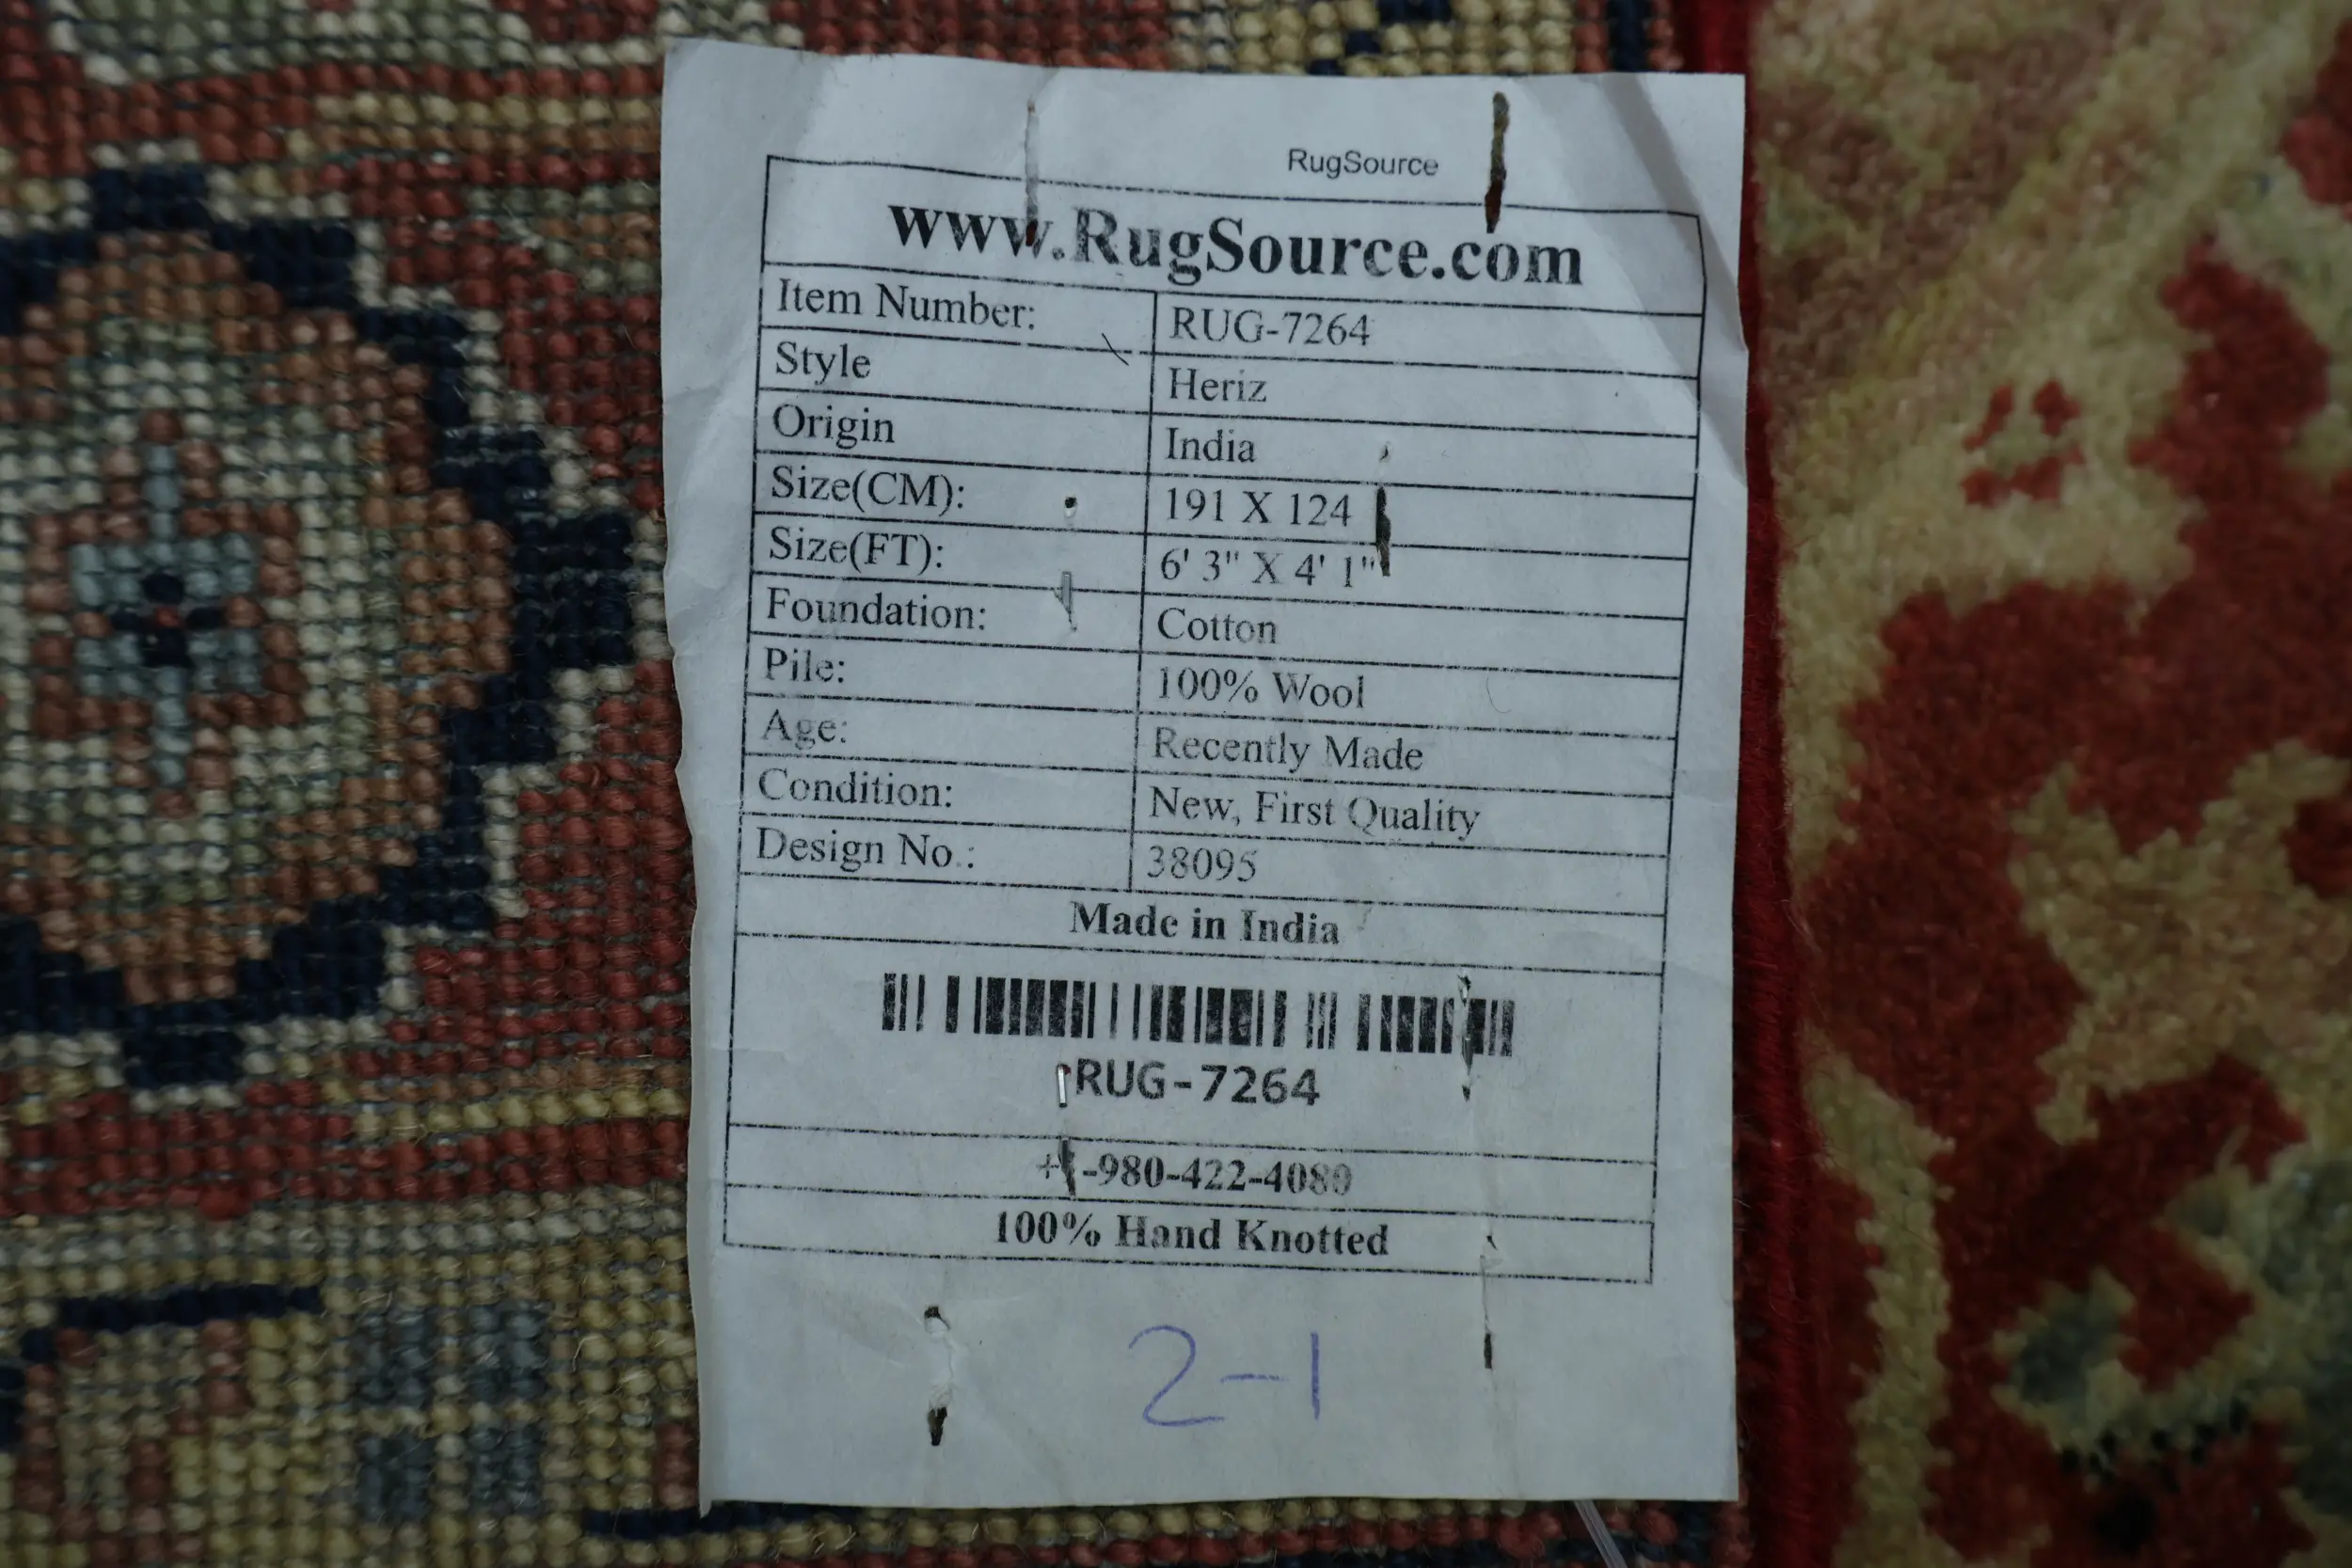 RugSource
www.RugSource.com
Item Number: RUG-7264
Style Heriz
Origin India
Size(CM): 191 X 124
Size(FT): 6' 3" X 4' 1"
Foundation: Cotton
Pile: 100% Wool
Age: Recently Made
Condition: New, First Quality
Design No.: 38095
Made in India
RUG-7264
+1-980-422-4080
100% Hand Knotted
2-1